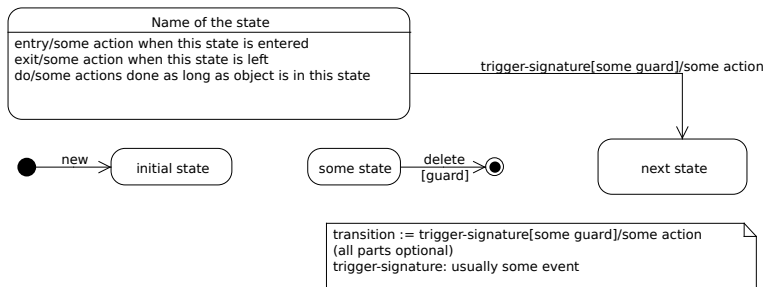 Name of the state
entry/some action when this state is entered
exit/some action when this state is left
do/some actions done as long as object is in this state
trigger-signature[some guard]/some action
new
initial state
some state
delete
[guard]
next state
transition := trigger-signature[some guard]/some action
(all parts optional)
trigger-signature: usually some event